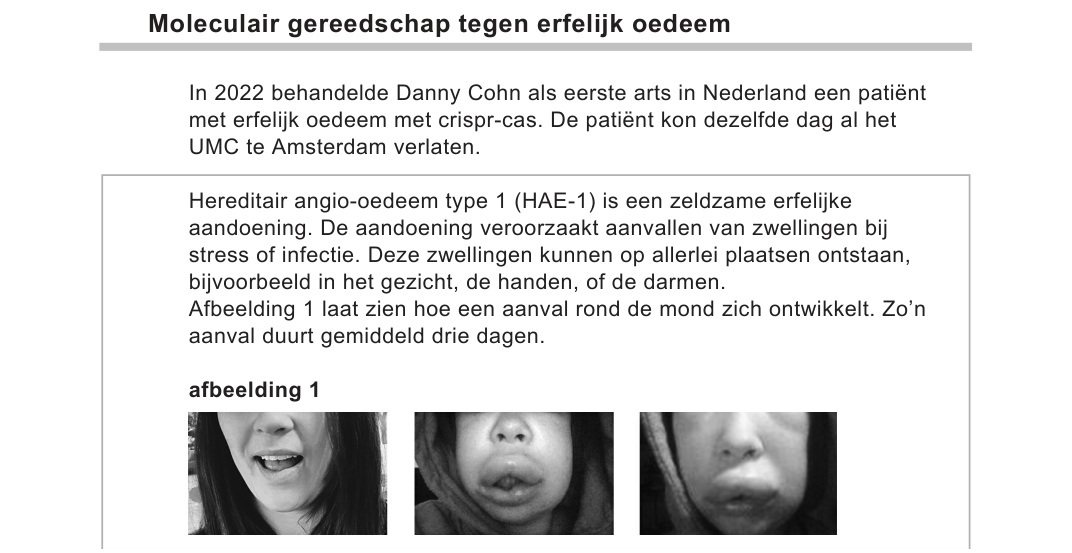 Moleculair gereedschap tegen erfelijk oedeem
In 2022 behandelde Danny Cohn als eerste arts in Nederland een patiënt
met erfelijk oedeem met crispr-cas. De patiënt kon dezelfde dag al het
UMC te Amsterdam verlaten.
Hereditair angio-oedeem type 1 (HAE-1) is een zeldzame erfelijke
aandoening. De aandoening veroorzaakt aanvallen van zwellingen bij
stress of infectie. Deze zwellingen kunnen op allerlei plaatsen ontstaan,
bijvoorbeeld in het gezicht, de handen, of de darmen.
Afbeelding 1 laat zien hoe een aanval rond de mond zich ontwikkelt. Zo’n
aanval duurt gemiddeld drie dagen.
afbeelding 1